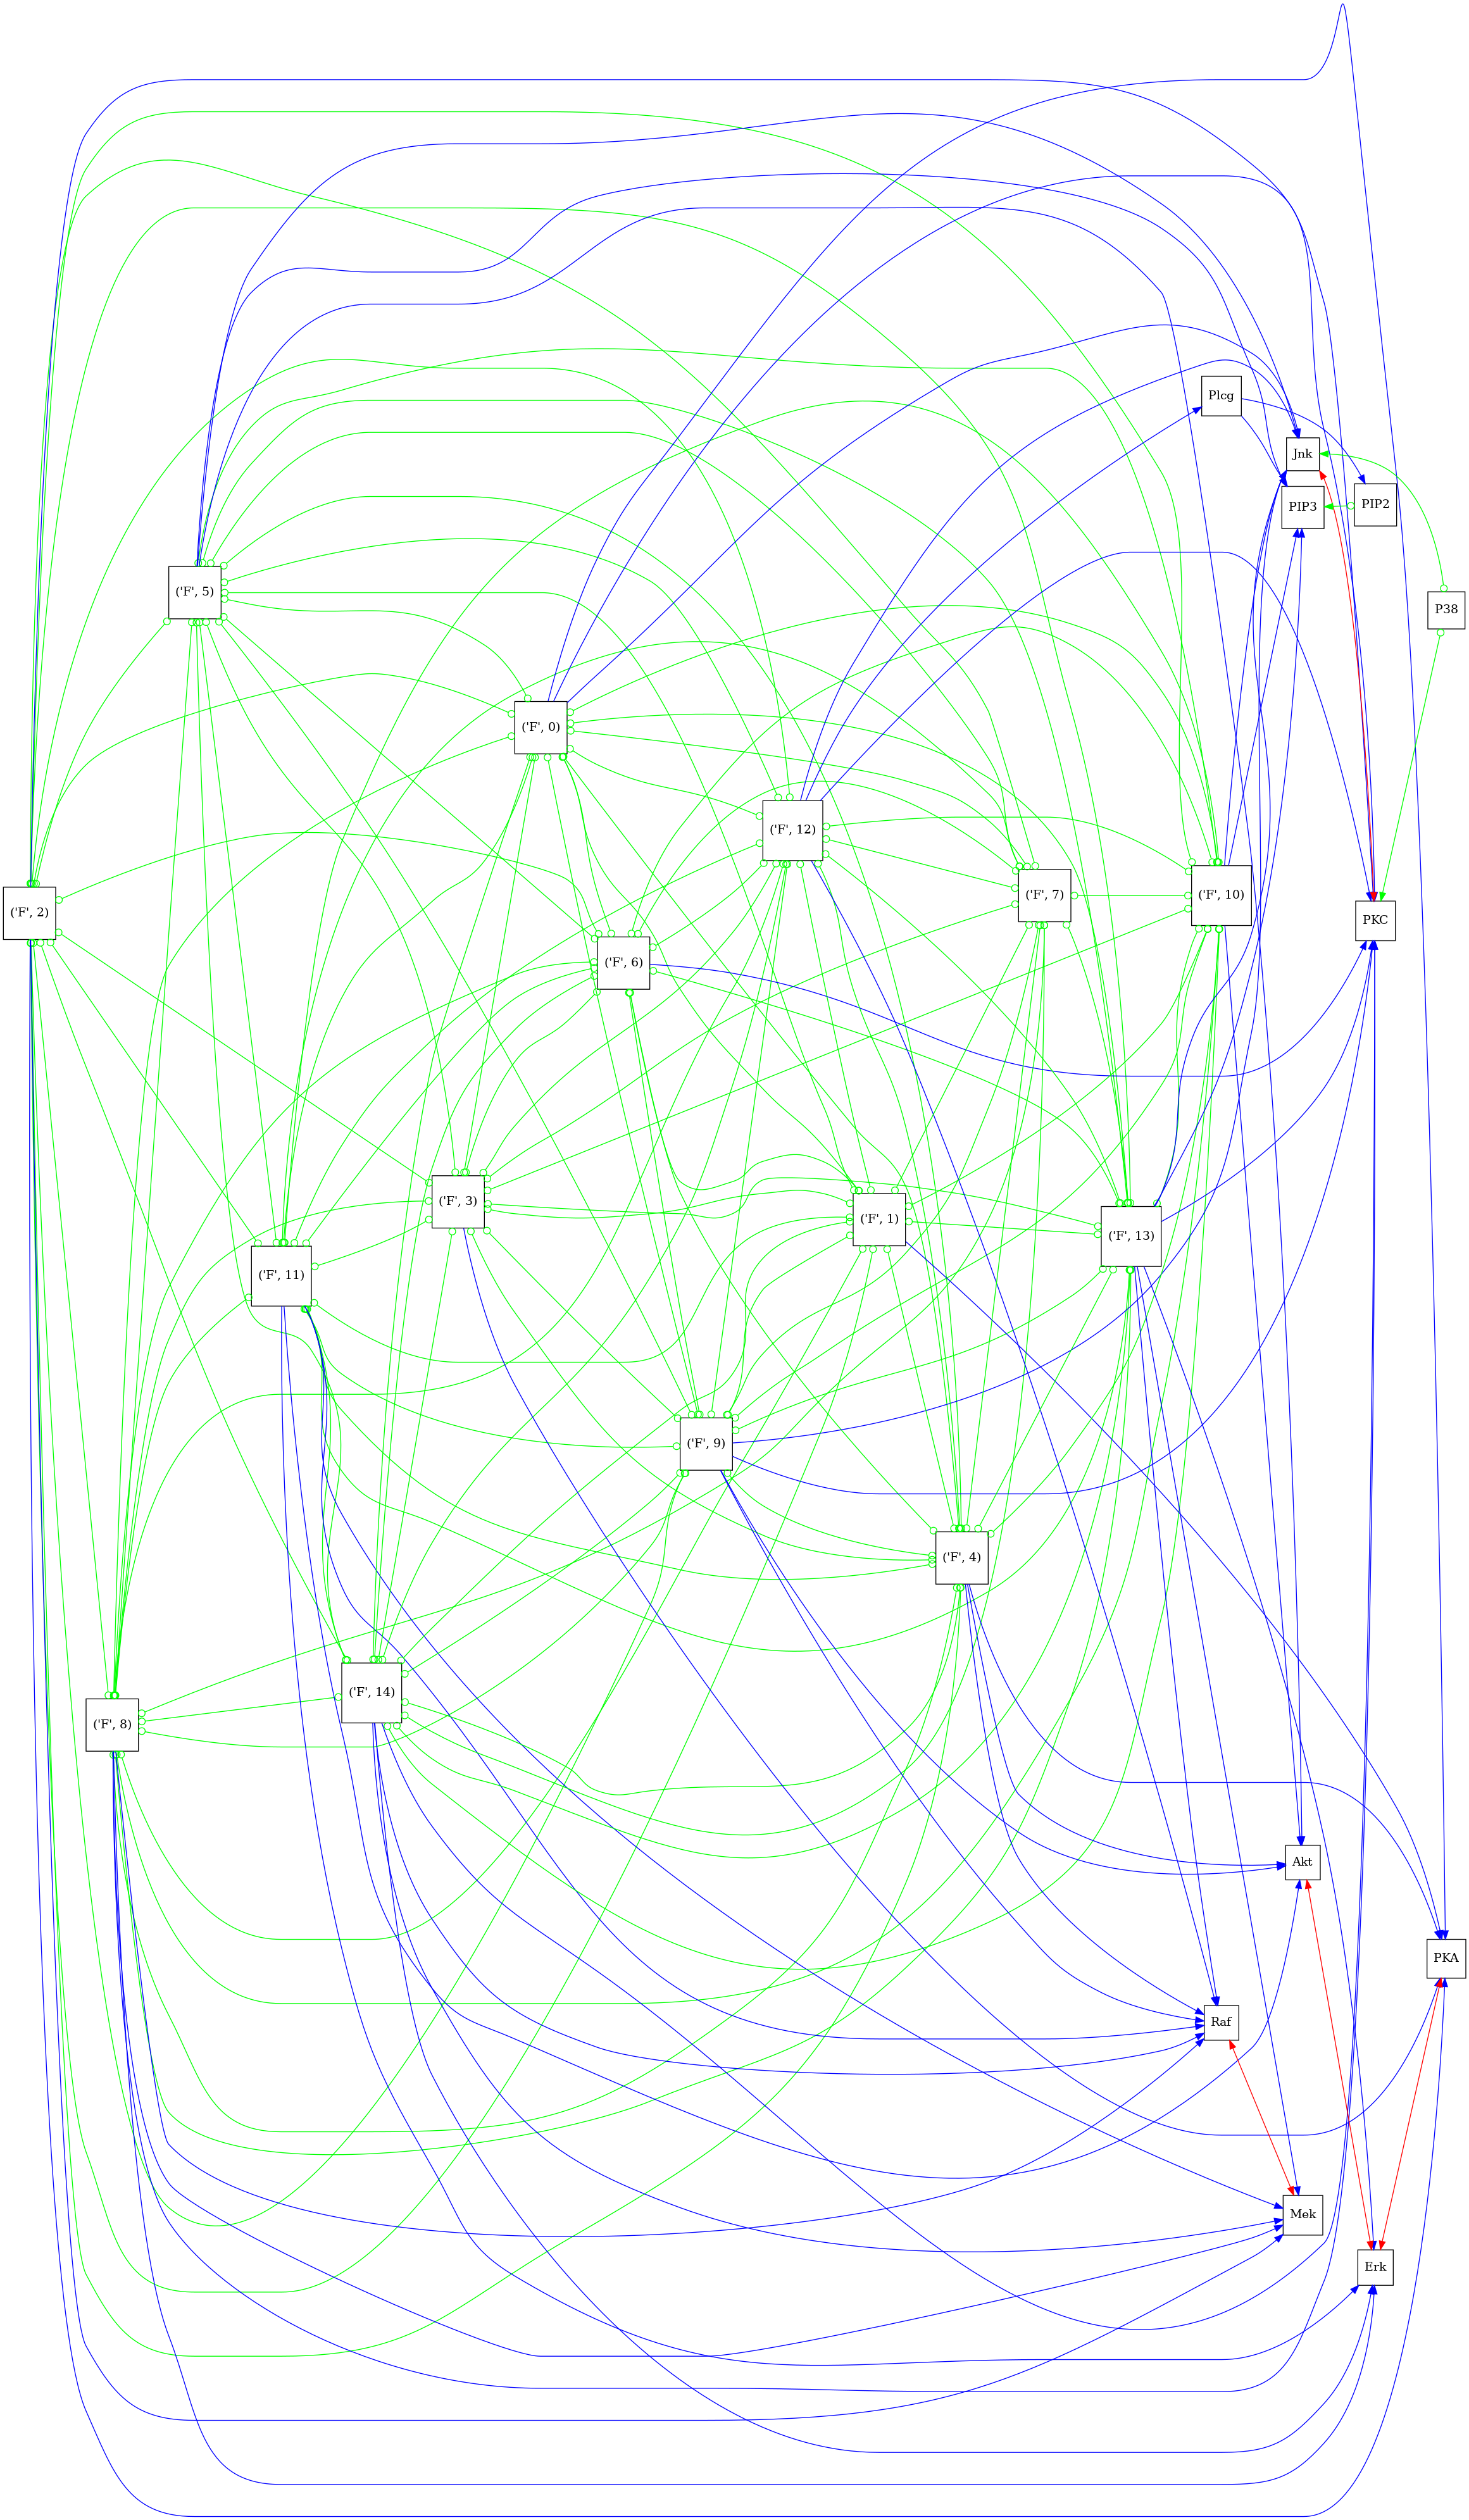 Plcg
Jnk
PIP2
PIP3
('F', 5)
P38
('F', 0)
('F', 12)
('F', 7)
('F', 10)
('F', 2)
PKC
('F', 6)
('F', 3)
('F', 1)
('F', 13)
('F', 11)
('F', 9)
('F', 4)
('F', 14)
('F', 8)
Akt
PKA
Raf
Mek
Erk